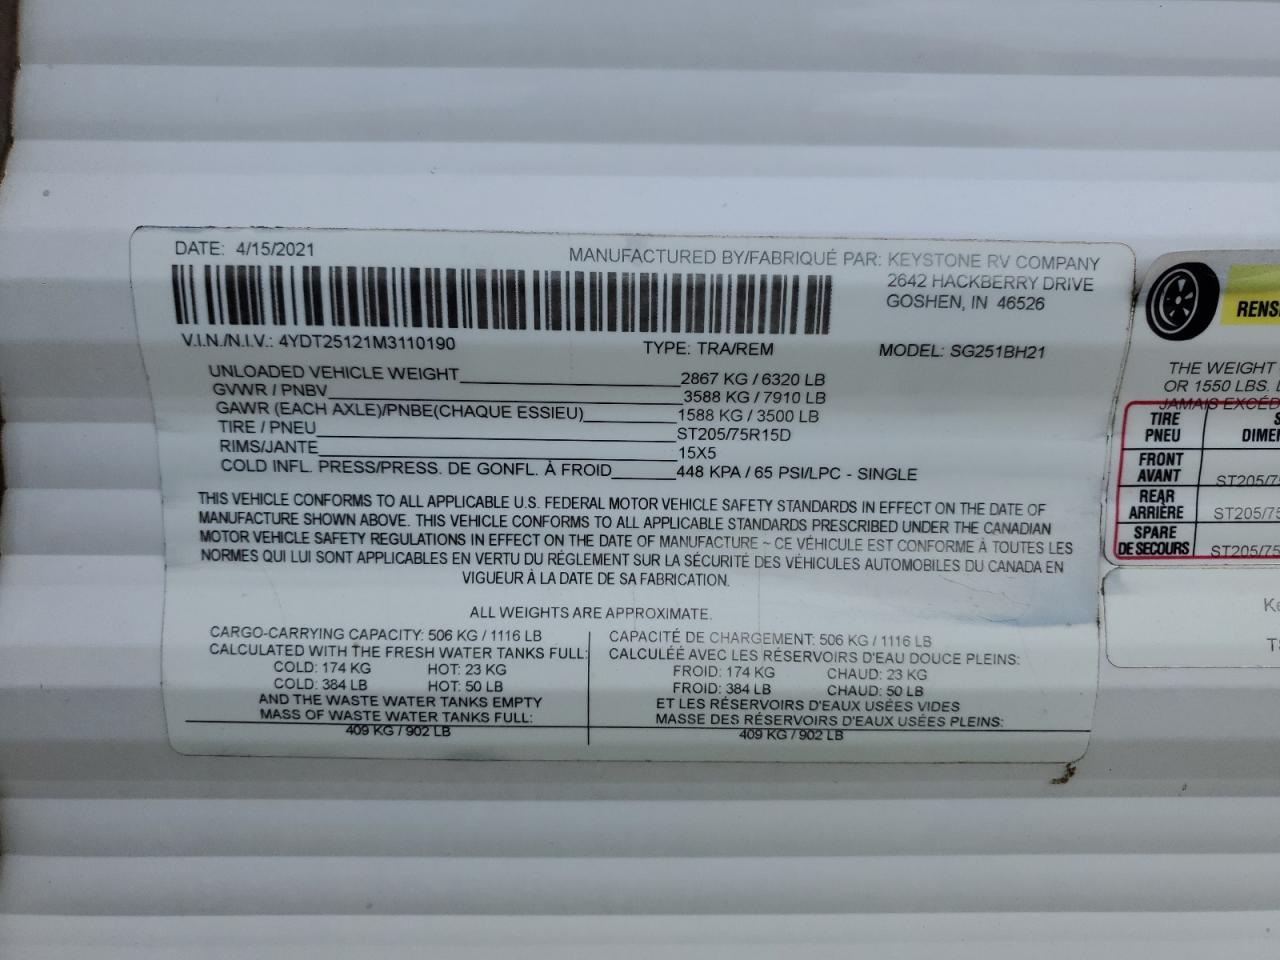 DATE: 4/15/2021
MANUFACTURED BY/FABRIQUÉ PAR: KEYSTONE RV COMPANY
2642 HACKBERRY DRIVE
GOSHEN, IN 46526
V.I.N./N.I.V.: 4YDT25121M3110190 TYPE: TRA/REM MODEL: SG251BH21
UNLOADED VEHICLE WEIGHT 2867 KG / 6320 LB
GVWR / PNBV 3588 KG / 7910 LB
GAWR (EACH AXLE)/PNBE(CHAQUE ESSIEU) 1588 KG / 3500 LB
TIRE / PNEU ST205/75R15D
RIMS/JANTE 15X5
COLD INFL. PRESS/PRESS. DE GONFL. À FROID 448 KPA / 65 PSI/LPC - SINGLE
THIS VEHICLE CONFORMS TO ALL APPLICABLE U.S. FEDERAL MOTOR VEHICLE SAFETY STANDARDS IN EFFECT ON THE DATE OF
MANUFACTURE SHOWN ABOVE. THIS VEHICLE CONFORMS TO ALL APPLICABLE STANDARDS PRESCRIBED UNDER THE CANADIAN
MOTOR VEHICLE SAFETY REGULATIONS IN EFFECT ON THE DATE OF MANUFACTURE ~ CE VÉHICULE EST CONFORME À TOUTES LES
NORMES QUI LUI SONT APPLICABLES EN VERTU DU RÉGLEMENT SUR LA SÉCURITÉ DES VÉHICULES AUTOMOBILES DU CANADA EN
VIGUEUR À LA DATE DE SA FABRICATION.
ALL WEIGHTS ARE APPROXIMATE.
CARGO-CARRYING CAPACITY: 506 KG / 1116 LB
CALCULATED WITH THE FRESH WATER TANKS FULL:
COLD: 174 KG HOT: 23 KG
COLD: 384 LB HOT: 50 LB
AND THE WASTE WATER TANKS EMPTY
MASS OF WASTE WATER TANKS FULL:
409 KG / 902 LB
CAPACITÉ DE CHARGEMENT: 506 KG / 1116 LB
CALCULÉE AVEC LES RÉSERVOIRS D'EAU DOUCE PLEINS:
FROID: 174 KG CHAUD: 23 KG
FROID: 384 LB CHAUD: 50 LB
ET LES RÉSERVOIRS D'EAUX USÉES VIDES
MASSE DES RÉSERVOIRS D'EAUX USÉES PLEINS:
409 KG / 902 LB
RENS
THE WEIGHT
OR 1550 LBS.
JAMAIS EXCÉD
TIRE
PNEU
DIMEN
FRONT
AVANT ST205/75
REAR
ARRIÈRE ST205/75
SPARE
DE SECOURS ST205/75